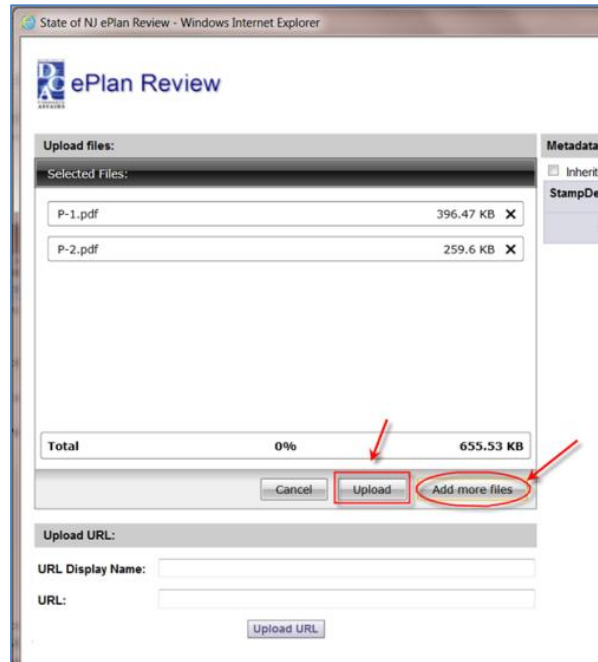 State of NJ ePlan Review - Windows Internet Explorer
ePlan Review
AFFAIRS
Upload files:
Metadata
Selected Files:
Inherit
StampDe
P-1.pdf 396.47 KB X
P-2.pdf 259.6 KB X
Total 0% 655.53 KB
Cancel Upload Add more files
Upload URL:
URL Display Name:
URL:
Upload URL